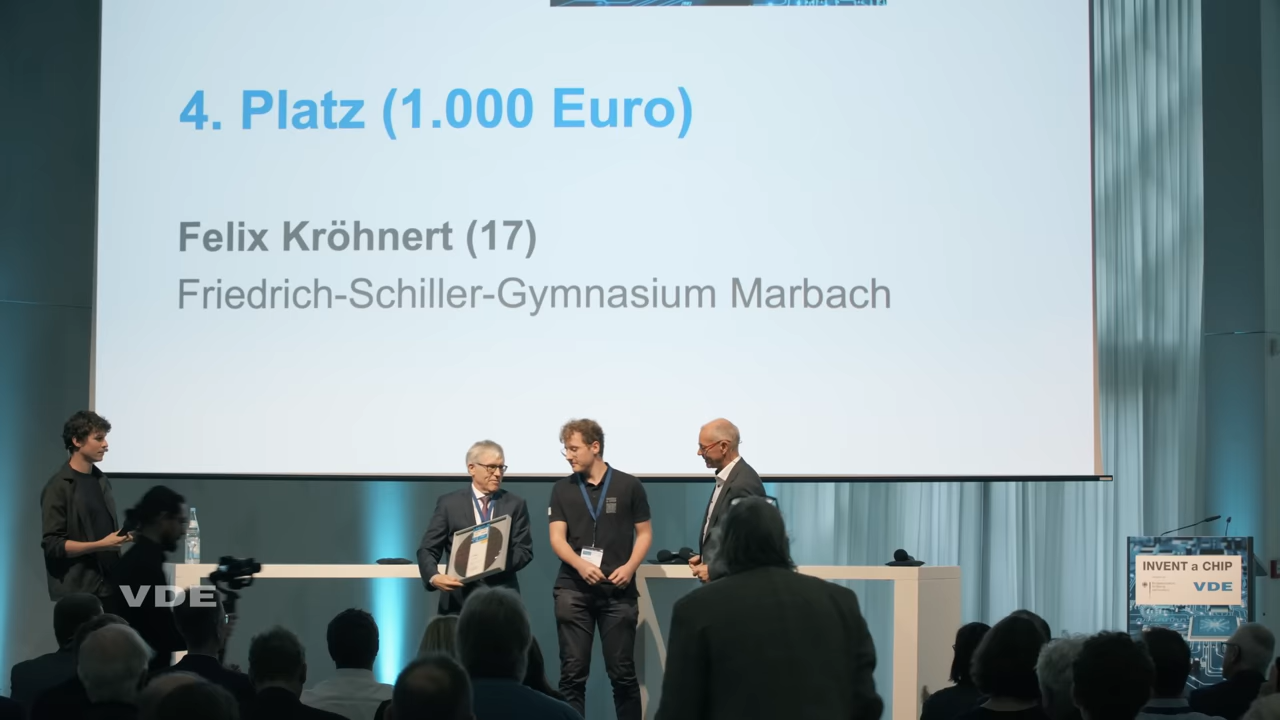 4. Platz (1.000 Euro)
Felix Kröhnert (17)
Friedrich-Schiller-Gymnasium Marbach
INVENT a CHIP
VDE
VDE